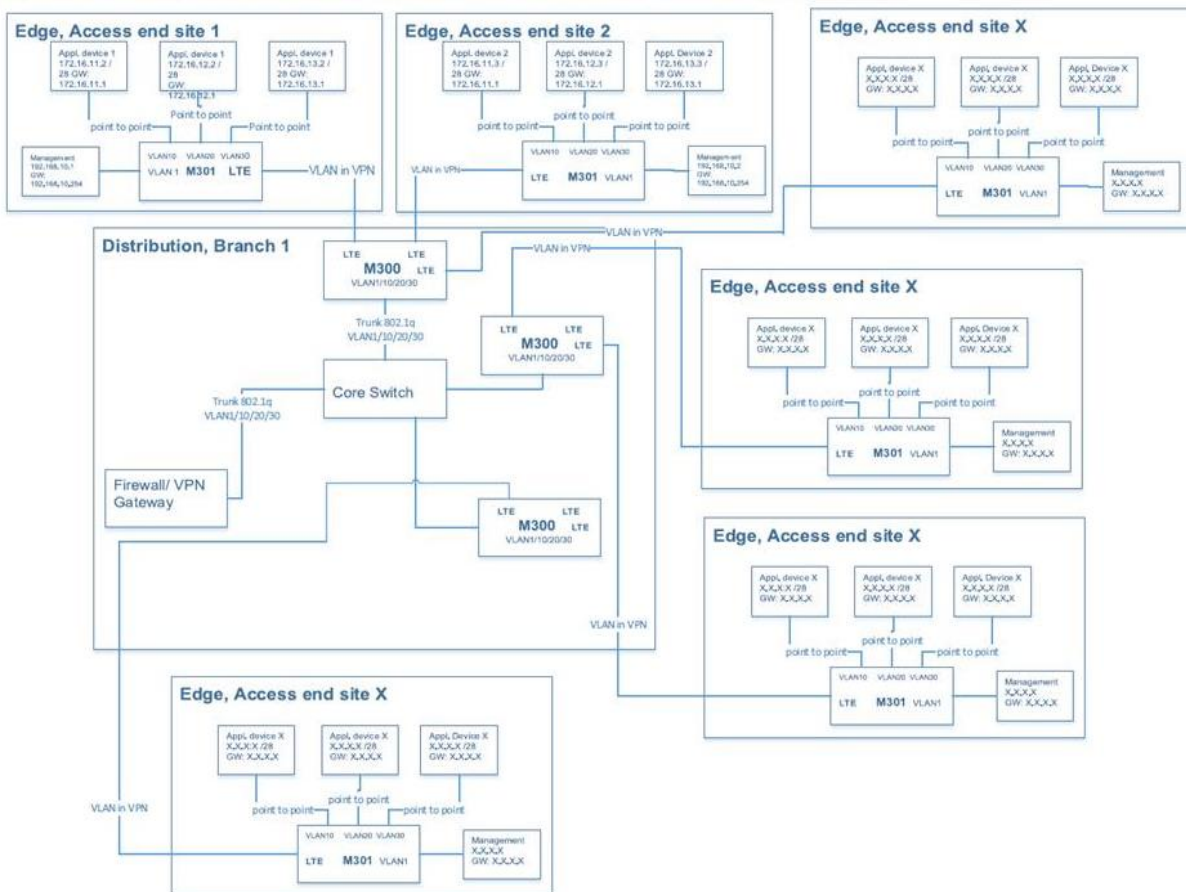 Edge, Access end site 1
Appl. device 1
172.16.11.2 /
28 GW:
172.16.11.1
Appl. device 1
172.16.12.2 /
28
GW:
172.16.12.1
Appl. device 1
172.16.13.2 /
28 GW:
172.16.13.1
point to point
Point to point
Point to point
Management
192.168.10.1
GW:
192.168.10.254
VLAN10 VLAN20 VLAN30
VLAN 1 M301 LTE
VLAN in VPN
Edge, Access end site 2
Appl. device 2
172.16.11.3 /
28 GW:
172.16.11.1
Appl. device 2
172.16.12.3 /
28 GW:
172.16.12.1
Appl. Device 2
172.16.13.3 /
28 GW:
172.16.13.1
point to point
point to point
point to point
VLAN in VPN
VLAN10 VLAN20 VLAN30
LTE M301 VLAN1
Management
192.168.10.2
GW:
192.168.10.254
Edge, Access end site X
Appl. device X
X.X.X.X /28
GW: X.X.X.X
Appl. device X
X.X.X.X /28
GW: X.X.X.X
Appl. Device X
X.X.X.X /28
GW: X.X.X.X
point to point
point to point
point to point
VLAN10 VLAN20 VLAN30
LTE M301 VLAN1
Management
X.X.X.X
GW: X.X.X.X
VLAN in VPN
Distribution, Branch 1
LTE LTE
M300 LTE
VLAN1/10/20/30
Trunk 802.1q
VLAN1/10/20/30
VLAN in VPN
LTE LTE
M300 LTE
VLAN1/10/20/30
Core Switch
Trunk 802.1q
VLAN1/10/20/30
Firewall/ VPN
Gateway
LTE LTE
M300 LTE
VLAN1/10/20/30
VLAN in VPN
Edge, Access end site X
Appl. device X
X.X.X.X /28
GW: X.X.X.X
Appl. device X
X.X.X.X /28
GW: X.X.X.X
Appl. Device X
X.X.X.X /28
GW: X.X.X.X
point to point
point to point
point to point
VLAN10 VLAN20 VLAN30
LTE M301 VLAN1
Management
X.X.X.X
GW: X.X.X.X
Edge, Access end site X
Appl. device X
X.X.X.X /28
GW: X.X.X.X
Appl. device X
X.X.X.X /28
GW: X.X.X.X
Appl. Device X
X.X.X.X /28
GW: X.X.X.X
point to point
point to point
point to point
VLAN10 VLAN20 VLAN30
LTE M301 VLAN1
Management
X.X.X.X
GW: X.X.X.X
Edge, Access end site X
Appl. device X
X.X.X.X /28
GW: X.X.X.X
Appl. device X
X.X.X.X /28
GW: X.X.X.X
Appl. Device X
X.X.X.X /28
GW: X.X.X.X
VLAN in VPN
point to point
point to point
point to point
VLAN10 VLAN20 VLAN30
LTE M301 VLAN1
Management
X.X.X.X
GW: X.X.X.X